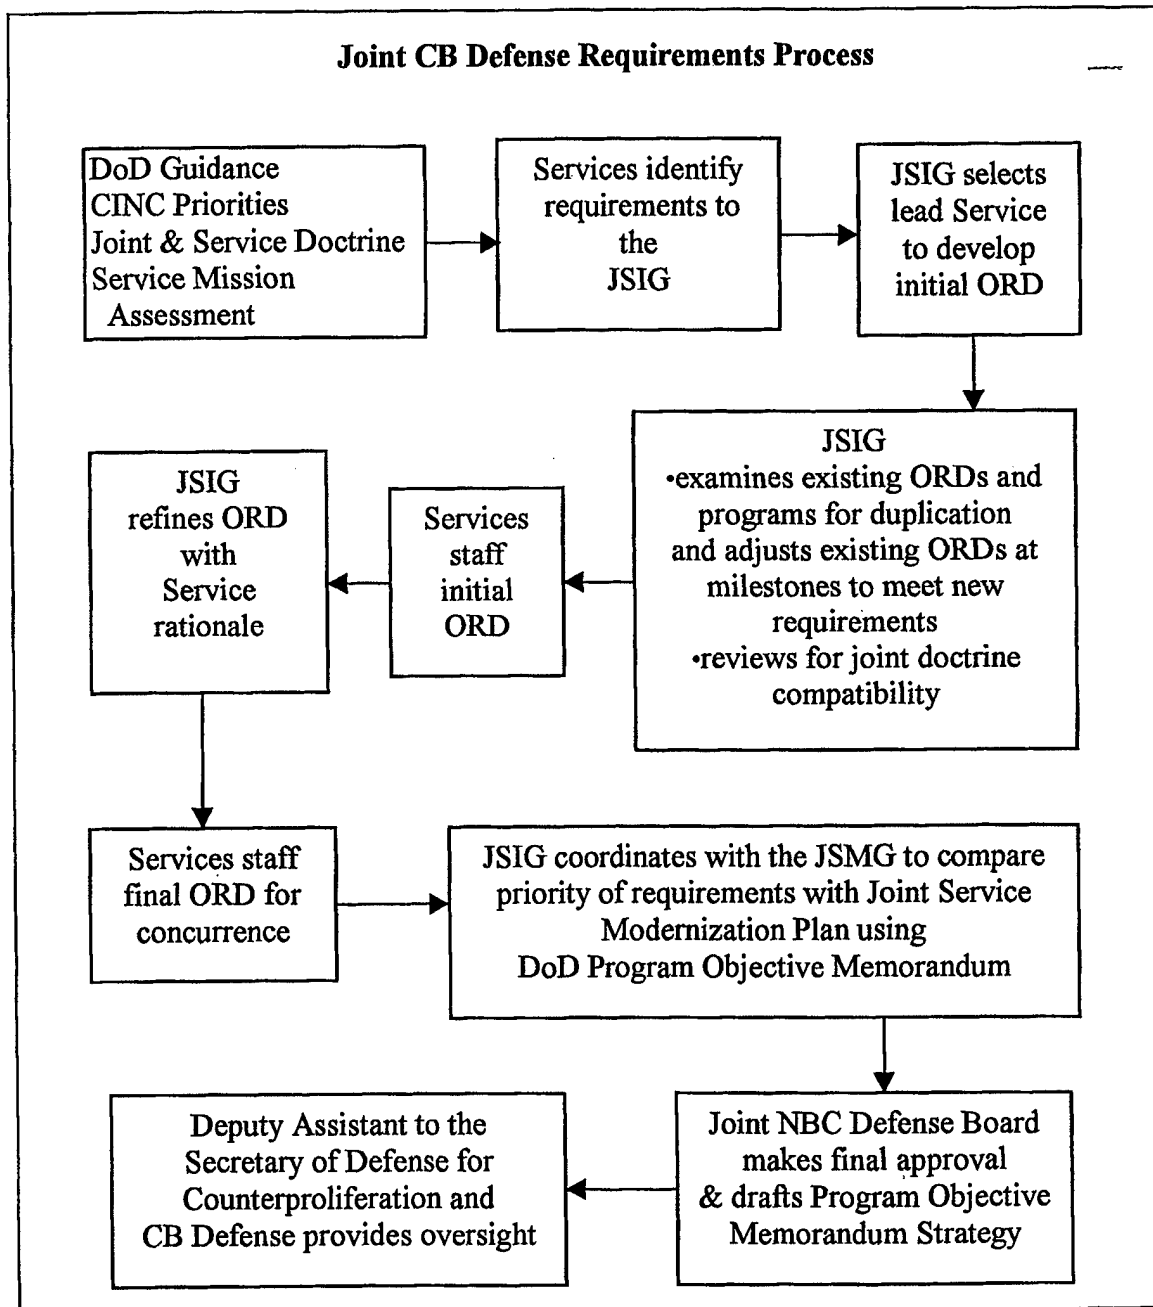 Joint CB Defense Requirements Process
DoD Guidance
CINC Priorities
Joint & Service Doctrine
Service Mission
Assessment
Services identify
requirements to
the
JSIG
JSIG selects
lead Service
to develop
initial ORD
JSIG
•examines existing ORDs and
programs for duplication
and adjusts existing ORDs at
milestones to meet new
requirements
•reviews for joint doctrine
compatibility
Services
staff
initial
ORD
JSIG
refines ORD
with
Service
rationale
Services staff
final ORD for
concurrence
JSIG coordinates with the JSMG to compare
priority of requirements with Joint Service
Modernization Plan using
DoD Program Objective Memorandum
Joint NBC Defense Board
makes final approval
& drafts Program Objective
Memorandum Strategy
Deputy Assistant to the
Secretary of Defense for
Counterproliferation and
CB Defense provides oversight